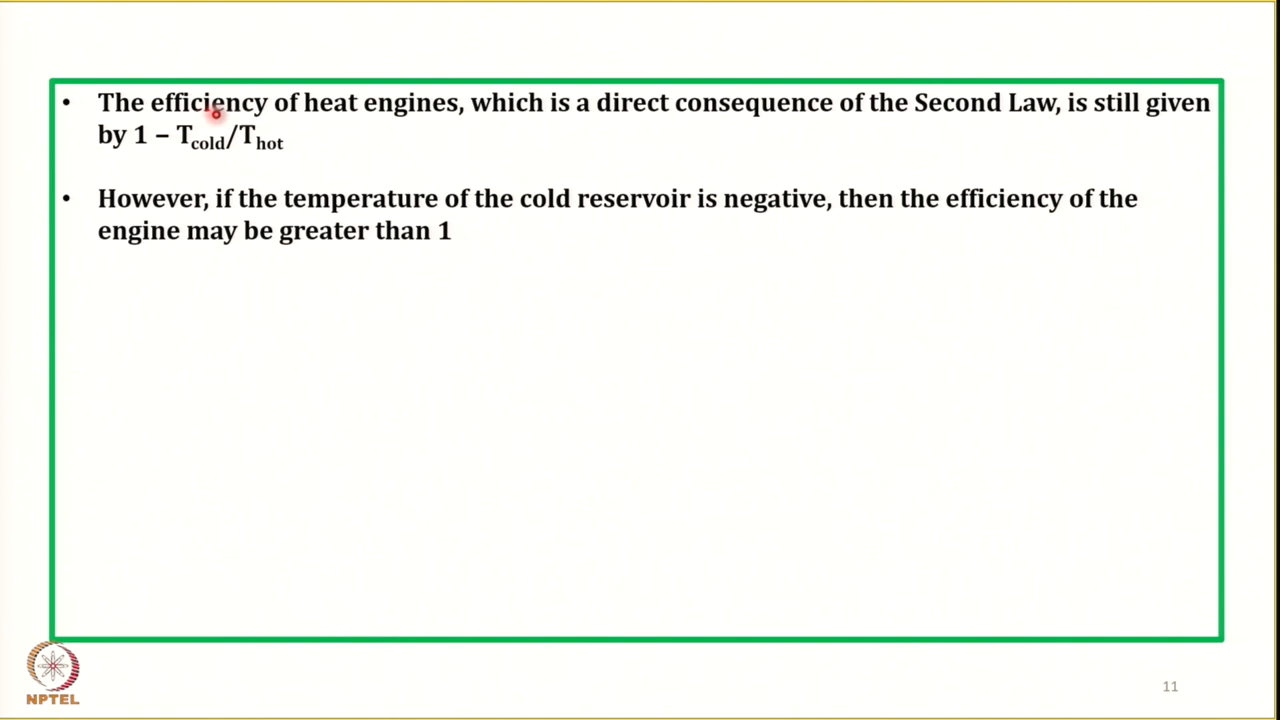 • The efficiency of heat engines, which is a direct consequence of the Second Law, is still given
by 1 – Tcold/Thot
• However, if the temperature of the cold reservoir is negative, then the efficiency of the
engine may be greater than 1
NPTEL
11